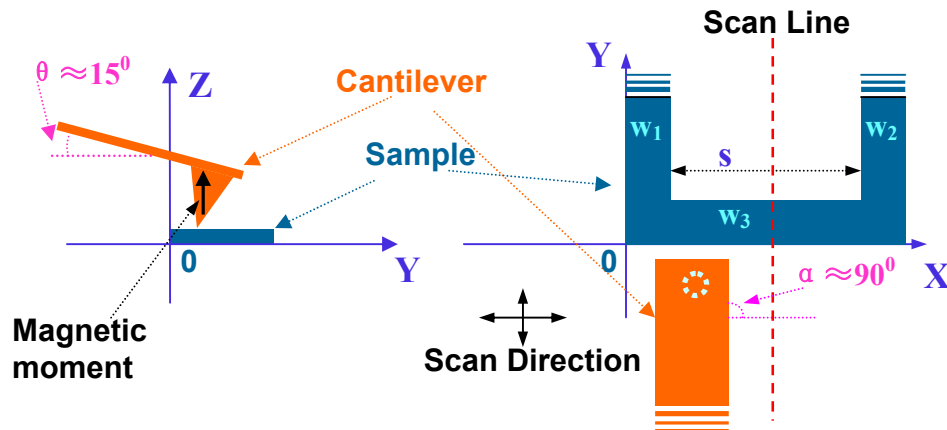 Scan Line
θ ≈15⁰
Z
Cantilever
Y
w₁
w₂
Sample
s
w₃
0
Y
0
X
α ≈90⁰
Magnetic
moment
Scan Direction